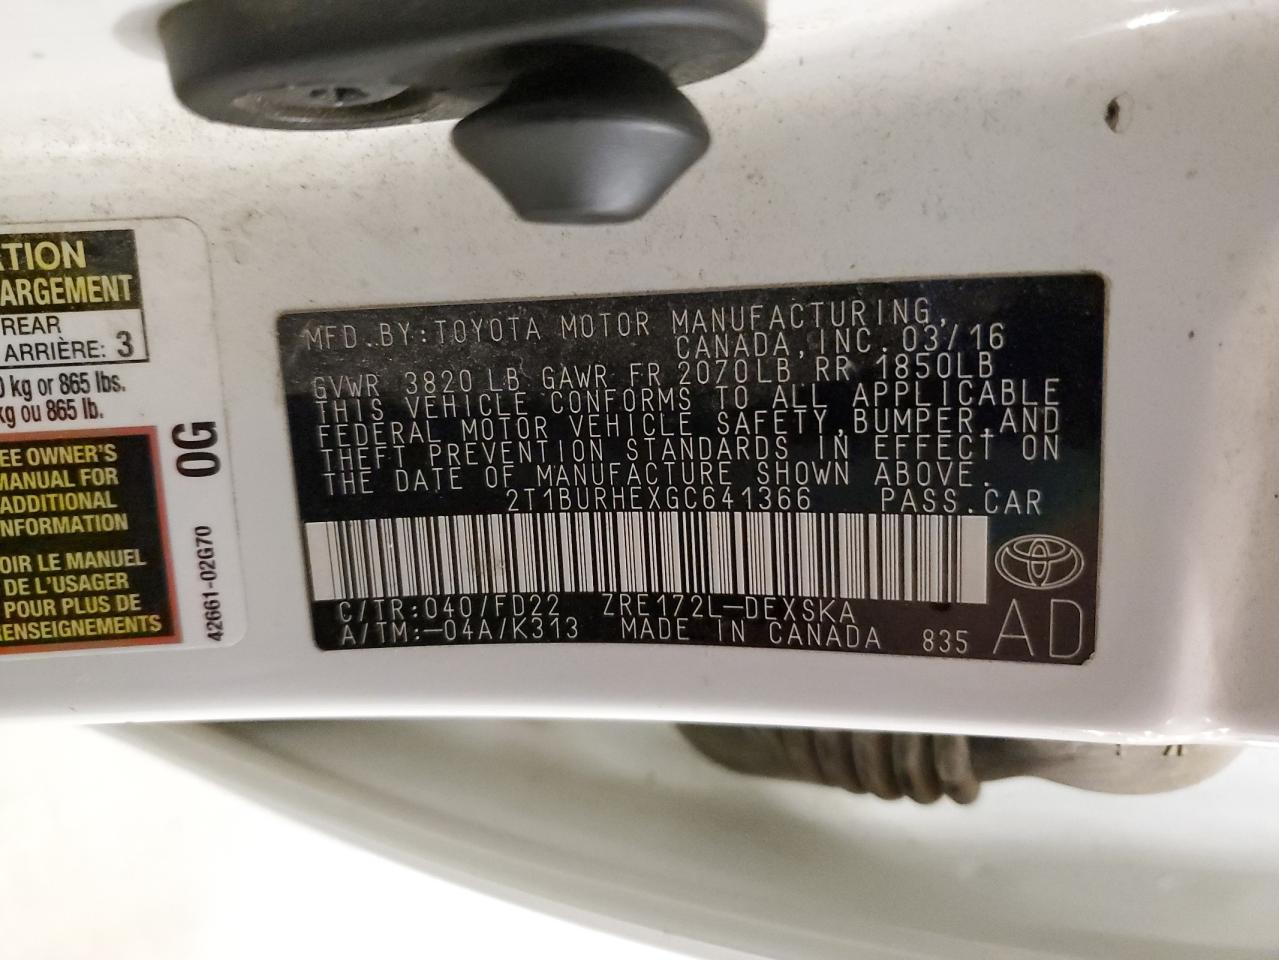 TION
ARGEMENT
REAR
ARRIÈRE: 3
kg or 865 lbs.
kg ou 865 lb.
EE OWNER'S
MANUAL FOR
ADDITIONAL
NFORMATION
OIR LE MANUEL
DE L'USAGER
POUR PLUS DE
ENSEIGNEMENTS
0G
42661-02G70
MFD.BY:TOYOTA MOTOR MANUFACTURING,
CANADA, INC. 03/16
GVWR 3820 LB GAWR FR 2070LB RR 1850LB
THIS VEHICLE CONFORMS TO ALL APPLICABLE
FEDERAL MOTOR VEHICLE SAFETY,BUMPER,AND
THEFT PREVENTION STANDARDS IN EFFECT ON
THE DATE OF MANUFACTURE SHOWN ABOVE.
2T1BURHEXGC641366 PASS.CAR
C/TR:040/FD22 ZRE172L-DEXSKA
A/TM:-04A/K313 MADE IN CANADA 835
AD